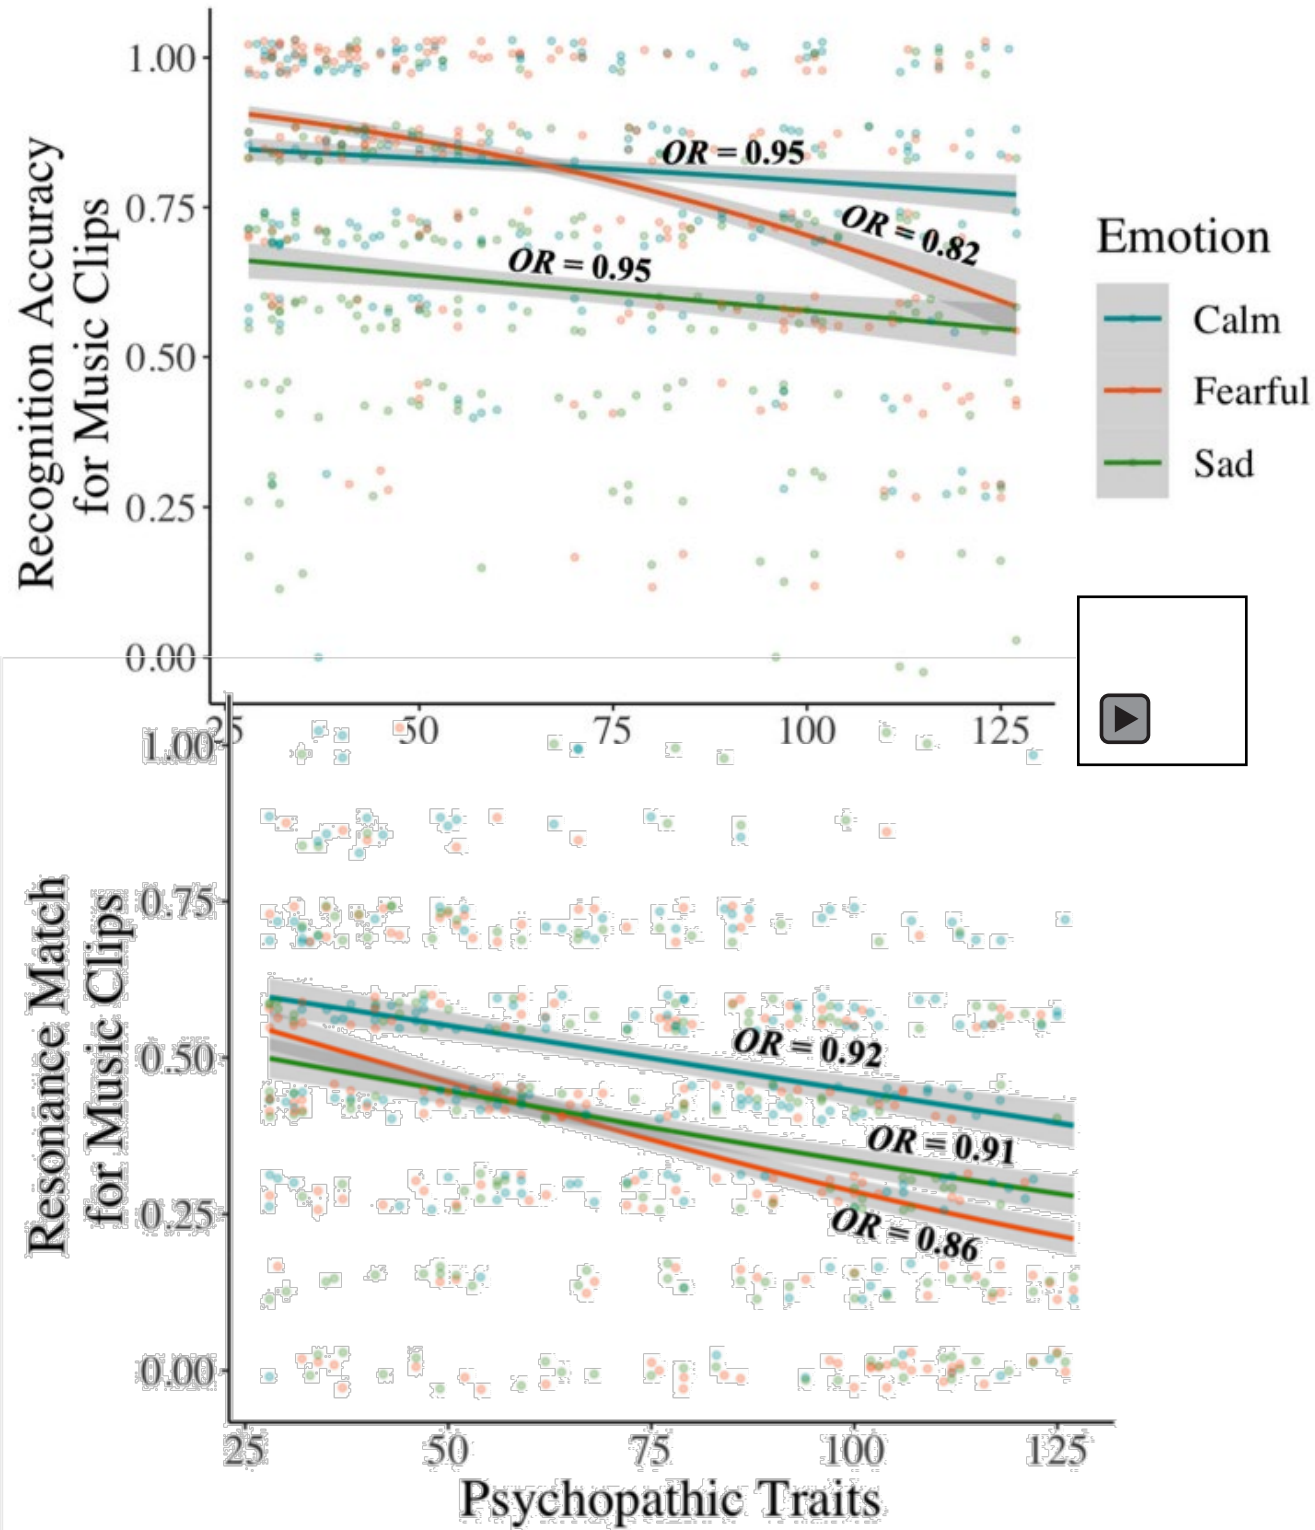 Recognition Accuracy
for Music Clips
1.00
0.75
0.50
0.25
0.00
OR = 0.95
OR = 0.82
OR = 0.95
25
50
75
100
125
Emotion
Calm
Fearful
Sad
Resonance Match
for Music Clips
1.00
0.75
0.50
0.25
0.00
OR = 0.92
OR = 0.91
OR = 0.86
25
50
75
100
125
Psychopathic Traits